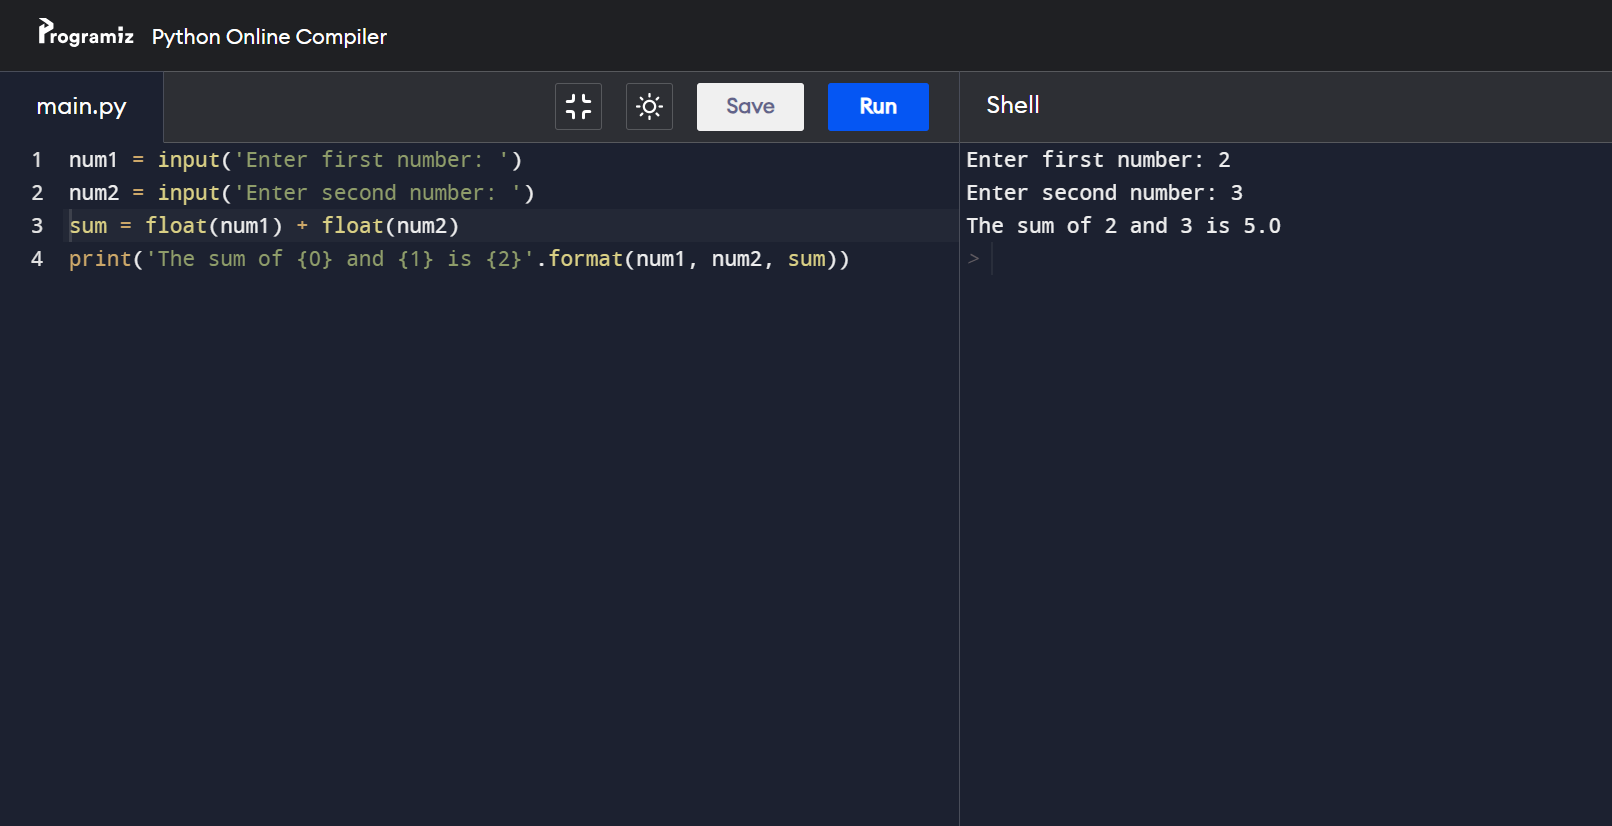 Programiz Python Online Compiler
main.py Save Run Shell
1 num1 = input('Enter first number: ')
2 num2 = input('Enter second number: ')
3 sum = float(num1) + float(num2)
4 print('The sum of {0} and {1} is {2}'.format(num1, num2, sum))
Enter first number: 2
Enter second number: 3
The sum of 2 and 3 is 5.0
>